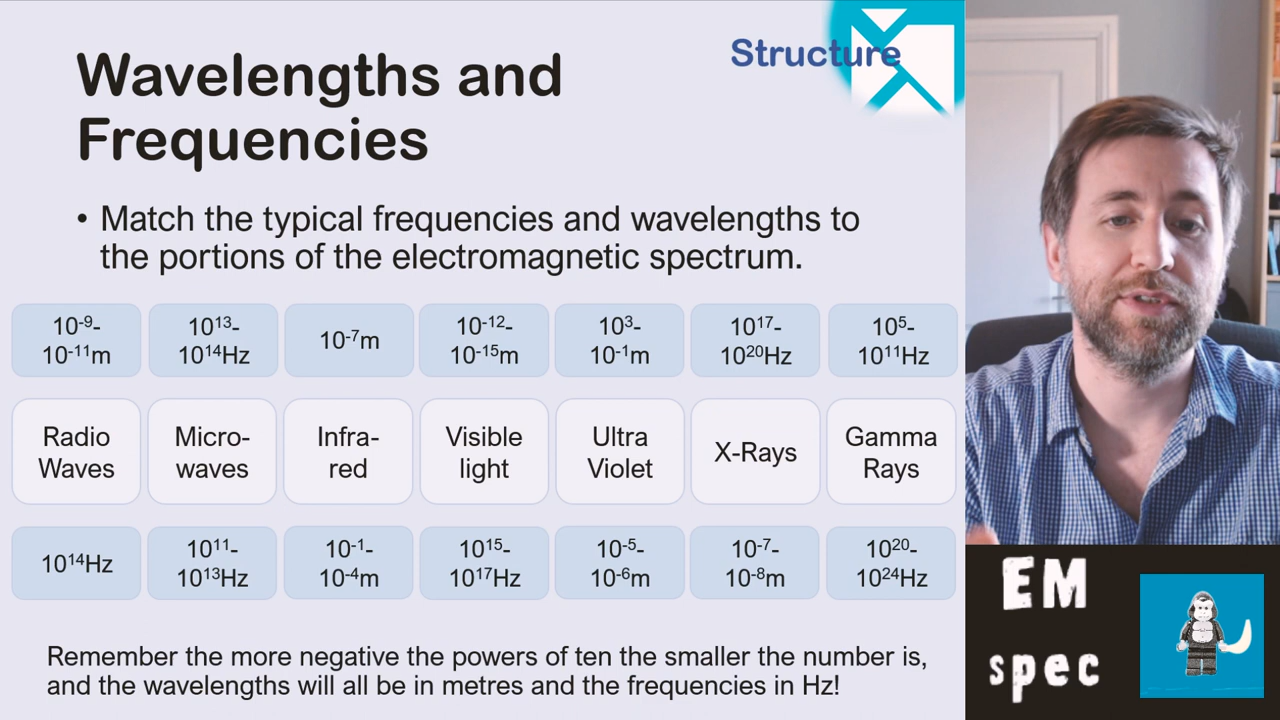 Structure
Wavelengths and
Frequencies
• Match the typical frequencies and wavelengths to
the portions of the electromagnetic spectrum.
10⁻⁹-
10⁻¹¹m
10¹³-
10¹⁴Hz
10⁻⁷m
10⁻¹²-
10⁻¹⁵m
10³-
10⁻¹m
10¹⁷-
10²⁰Hz
10⁵-
10¹¹Hz
Radio
Waves
Micro-
waves
Infra-
red
Visible
light
Ultra
Violet
X-Rays
Gamma
Rays
10¹⁴Hz
10¹¹-
10¹³Hz
10⁻¹-
10⁻⁴m
10¹⁵-
10¹⁷Hz
10⁻⁵-
10⁻⁶m
10⁻⁷-
10⁻⁸m
10²⁰-
10²⁴Hz
Remember the more negative the powers of ten the smaller the number is,
and the wavelengths will all be in metres and the frequencies in Hz!
EM
spec